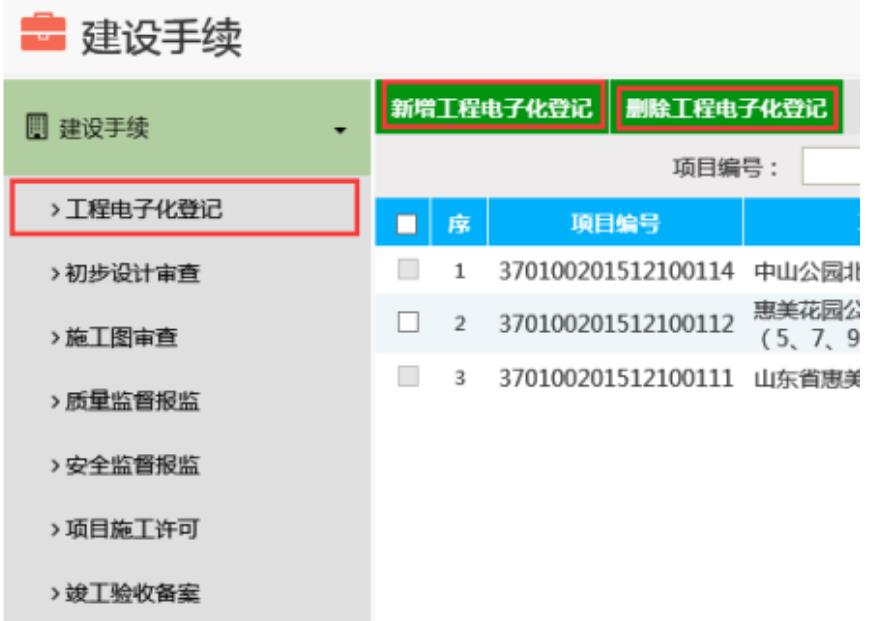 建设手续
建设手续
>工程电子化登记
>初步设计审查
>施工图审查
>质量监督报监
>安全监督报监
>项目施工许可
>竣工验收备案
新增工程电子化登记 删除工程电子化登记
项目编号：
序 项目编号
1 370100201512100114 中山公园北
2 370100201512100112 惠美花园公
（5、7、9
3 370100201512100111 山东省惠美